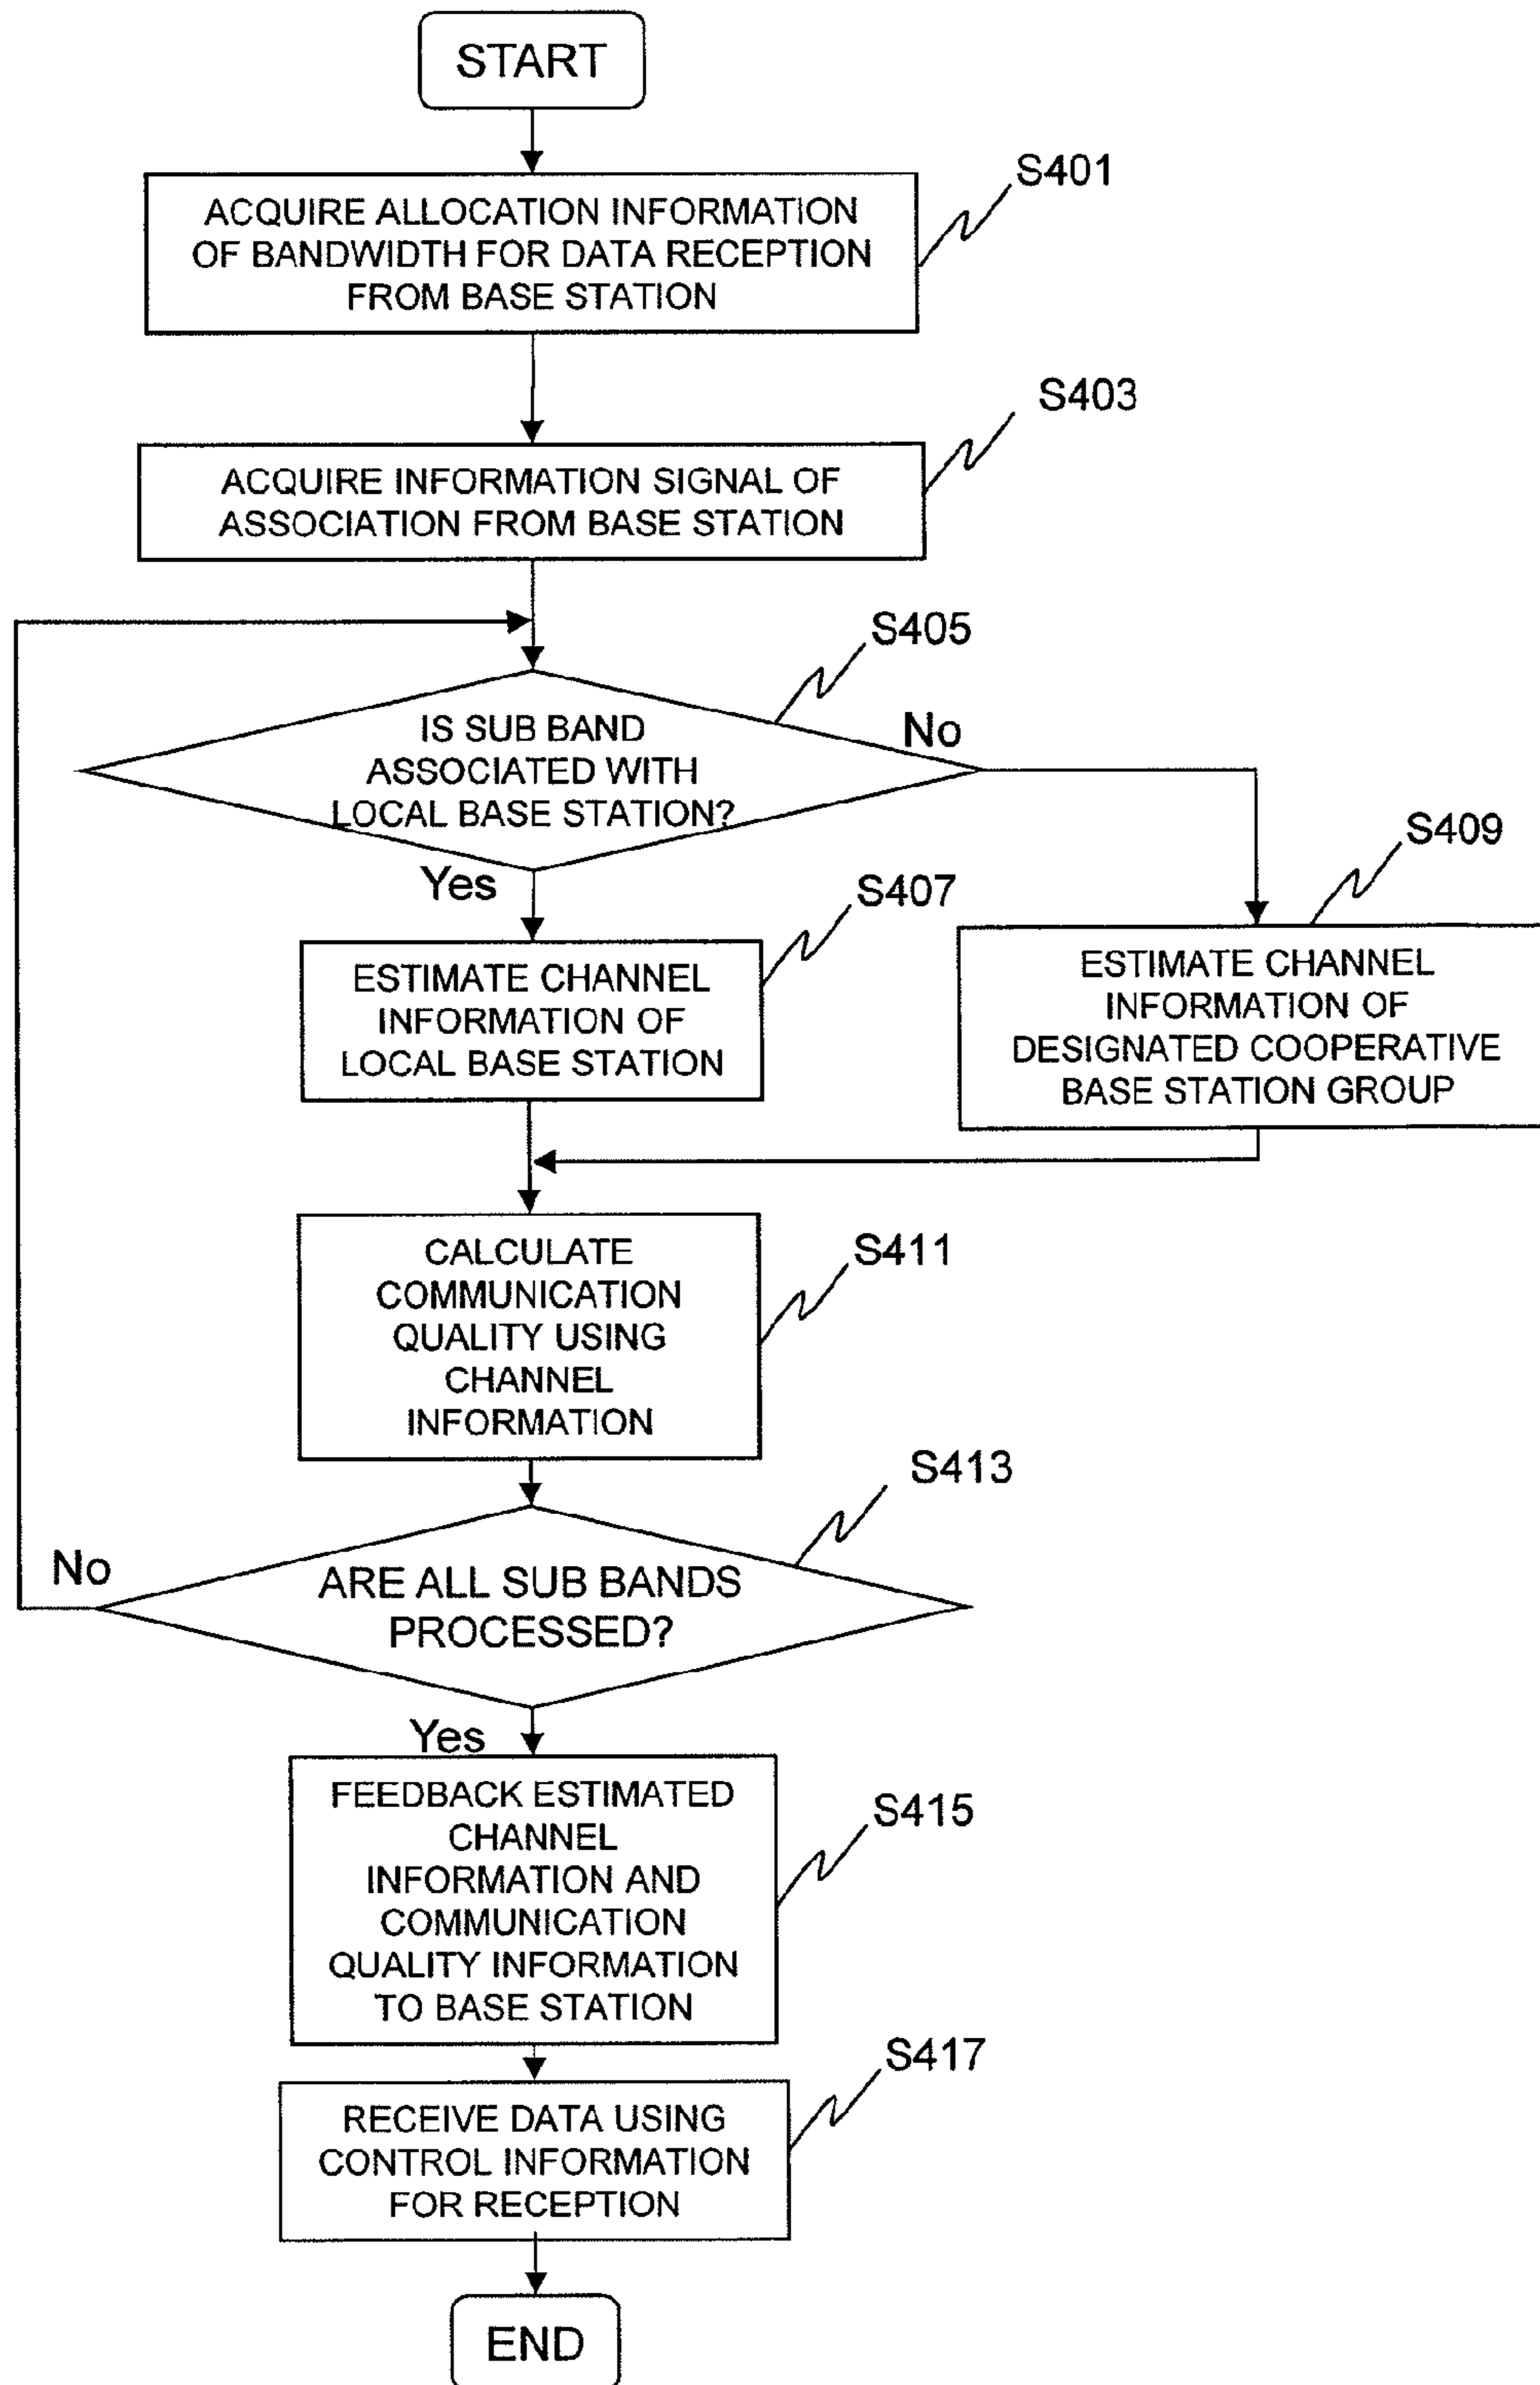 START
S401
ACQUIRE ALLOCATION INFORMATION
OF BANDWIDTH FOR DATA RECEPTION
FROM BASE STATION
S403
ACQUIRE INFORMATION SIGNAL OF
ASSOCIATION FROM BASE STATION
S405
IS SUB BAND
ASSOCIATED WITH
LOCAL BASE STATION?
No
Yes
S407
ESTIMATE CHANNEL
INFORMATION OF
LOCAL BASE STATION
S409
ESTIMATE CHANNEL
INFORMATION OF
DESIGNATED COOPERATIVE
BASE STATION GROUP
S411
CALCULATE
COMMUNICATION
QUALITY USING
CHANNEL
INFORMATION
S413
No
ARE ALL SUB BANDS
PROCESSED?
Yes
S415
FEEDBACK ESTIMATED
CHANNEL
INFORMATION AND
COMMUNICATION
QUALITY INFORMATION
TO BASE STATION
S417
RECEIVE DATA USING
CONTROL INFORMATION
FOR RECEPTION
END